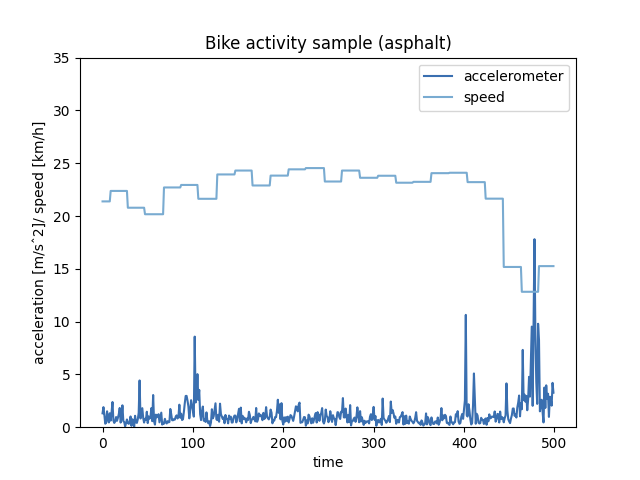 Bike activity sample (asphalt)
accelerometer
speed
35
30
25
20
15
10
5
0
acceleration [m/sˆ2]/ speed [km/h]
0 100 200 300 400 500
time